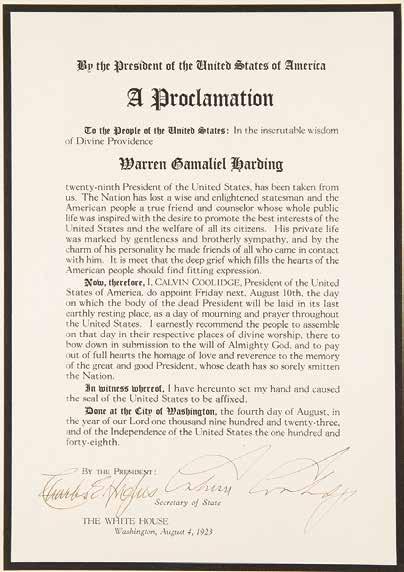 By the President of the United States of America
A Proclamation
To the People of the United States: In the inscrutable wisdom
of Divine Providence
Warren Gamaliel Harding
twenty-ninth President of the United States, has been taken from
us. The Nation has lost a wise and enlightened statesman and the
American people a true friend and counselor whose whole public
life was inspired with the desire to promote the best interests of the
United States and the welfare of all its citizens. His private life
was marked by gentleness and brotherly sympathy, and by the
charm of his personality he made friends of all who came in contact
with him. It is meet that the deep grief which fills the hearts of the
American people should find fitting expression.
Now, therefore, I, CALVIN COOLIDGE, President of the United
States of America, do appoint Friday next, August 10th, the day
on which the body of the dead President will be laid in its last
earthly resting place, as a day of mourning and prayer throughout
the United States. I earnestly recommend the people to assemble
on that day in their respective places of divine worship, there to
bow down in submission to the will of Almighty God, and to pay
out of full hearts the homage of love and reverence to the memory
of the great and good President, whose death has so sorely smitten
the Nation.
In witness whereof, I have hereunto set my hand and caused
the seal of the United States to be affixed.
Done at the City of Washington, the fourth day of August, in
the year of our Lord one thousand nine hundred and twenty-three,
and of the Independence of the United States the one hundred and
forty-eighth.
BY THE PRESIDENT:
Charles E. Hughes Calvin Coolidge
Secretary of State
THE WHITE HOUSE
Washington, August 4, 1923